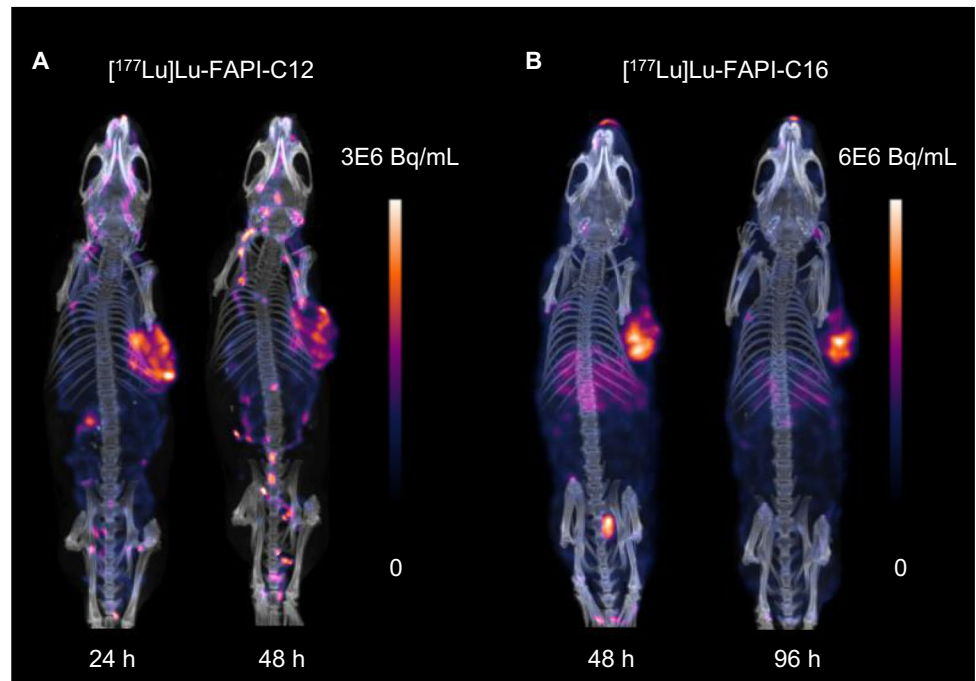 A
[¹⁷⁷Lu]Lu-FAPI-C12
B
[¹⁷⁷Lu]Lu-FAPI-C16
3E6 Bq/mL
6E6 Bq/mL
0
0
24 h
48 h
48 h
96 h